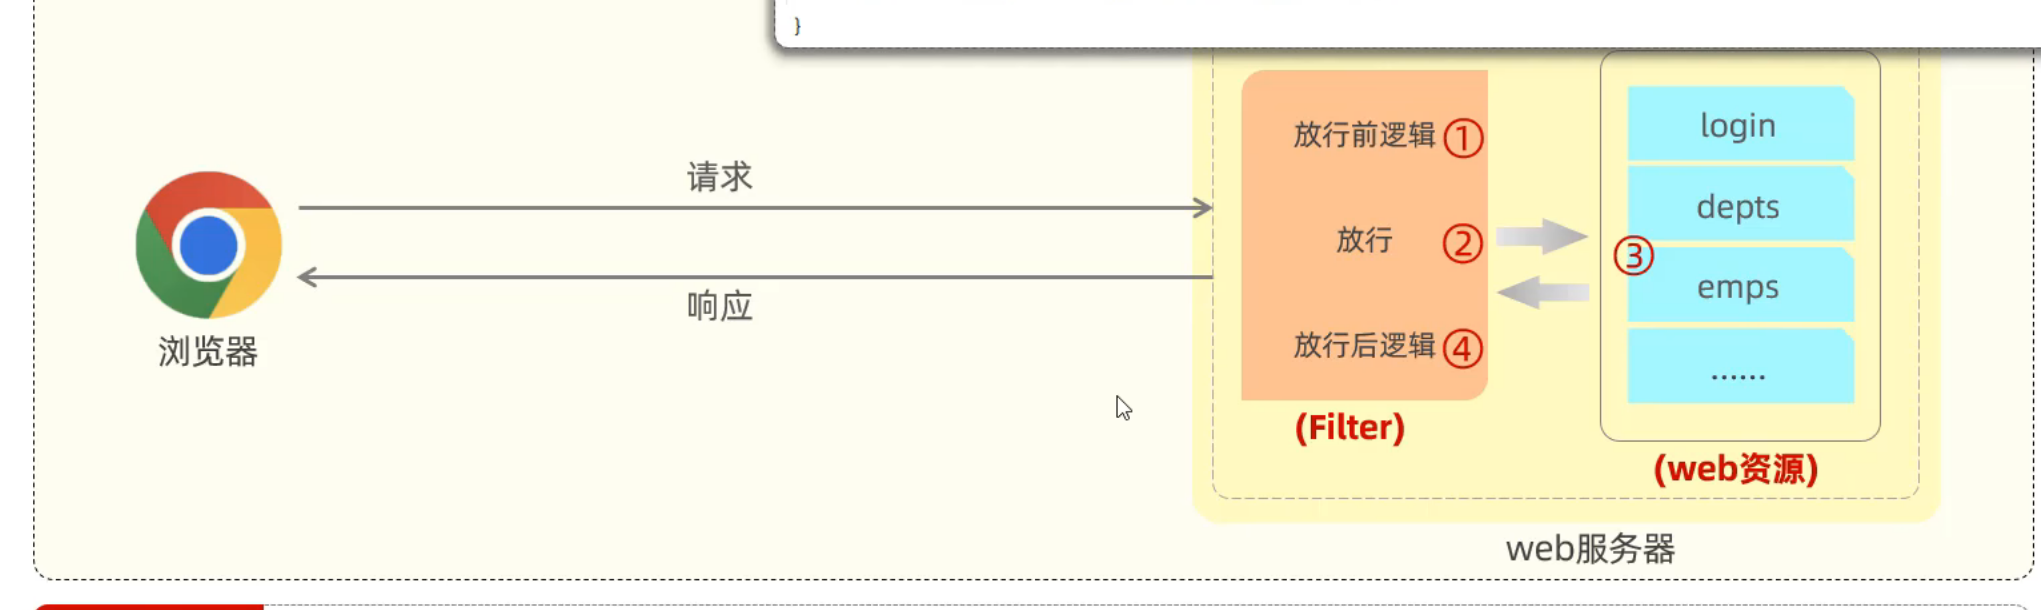 }
请求
响应
浏览器
放行前逻辑 ①
放行 ②
放行后逻辑 ④
(Filter)
login
depts
③
emps
......
(web资源)
web服务器